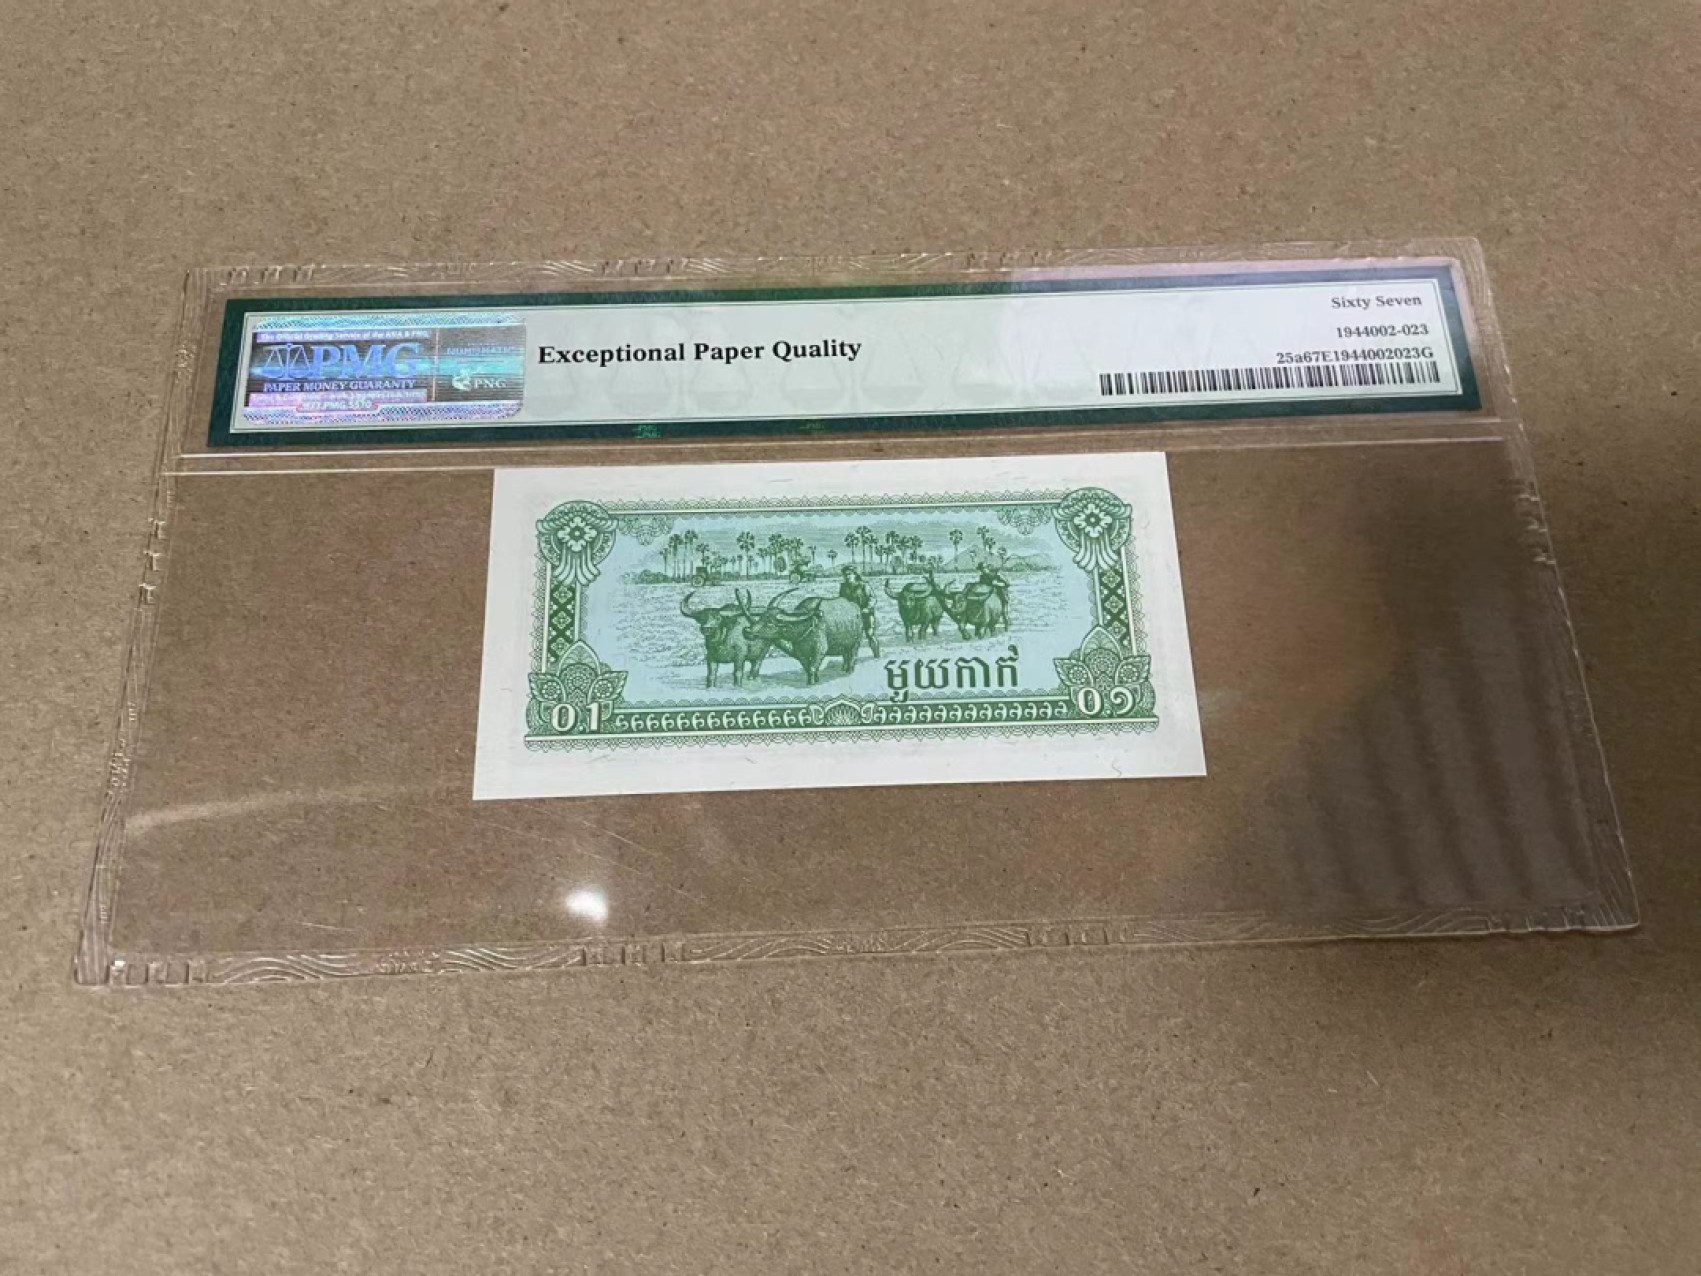 Sixty Seven
1944002-023
25a67E1944002023G
Exceptional Paper Quality
PMG
PAPER MONEY GUARANTY
PNG
មួយកាក់
0.1
០.១